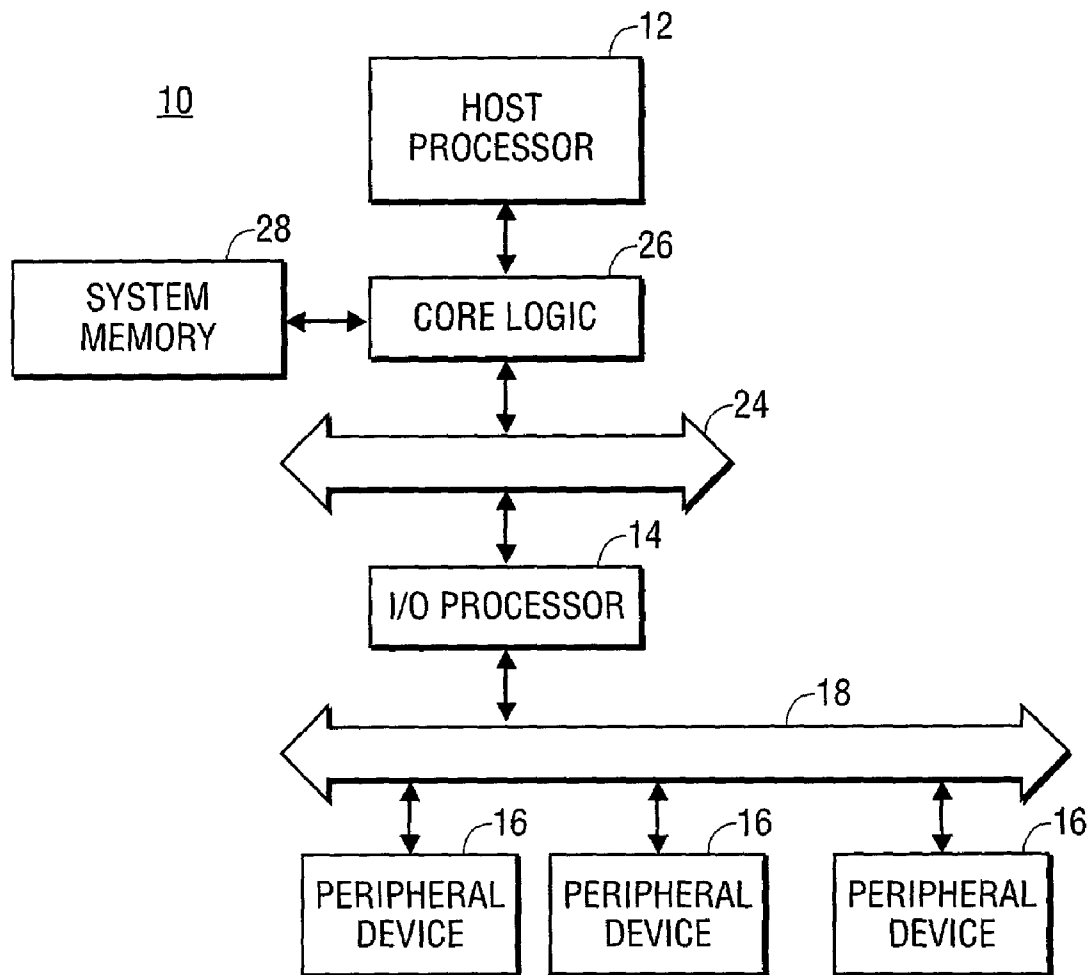 10
12
HOST
PROCESSOR
28
SYSTEM
MEMORY
26
CORE LOGIC
24
14
I/O PROCESSOR
18
16
PERIPHERAL
DEVICE
16
PERIPHERAL
DEVICE
16
PERIPHERAL
DEVICE